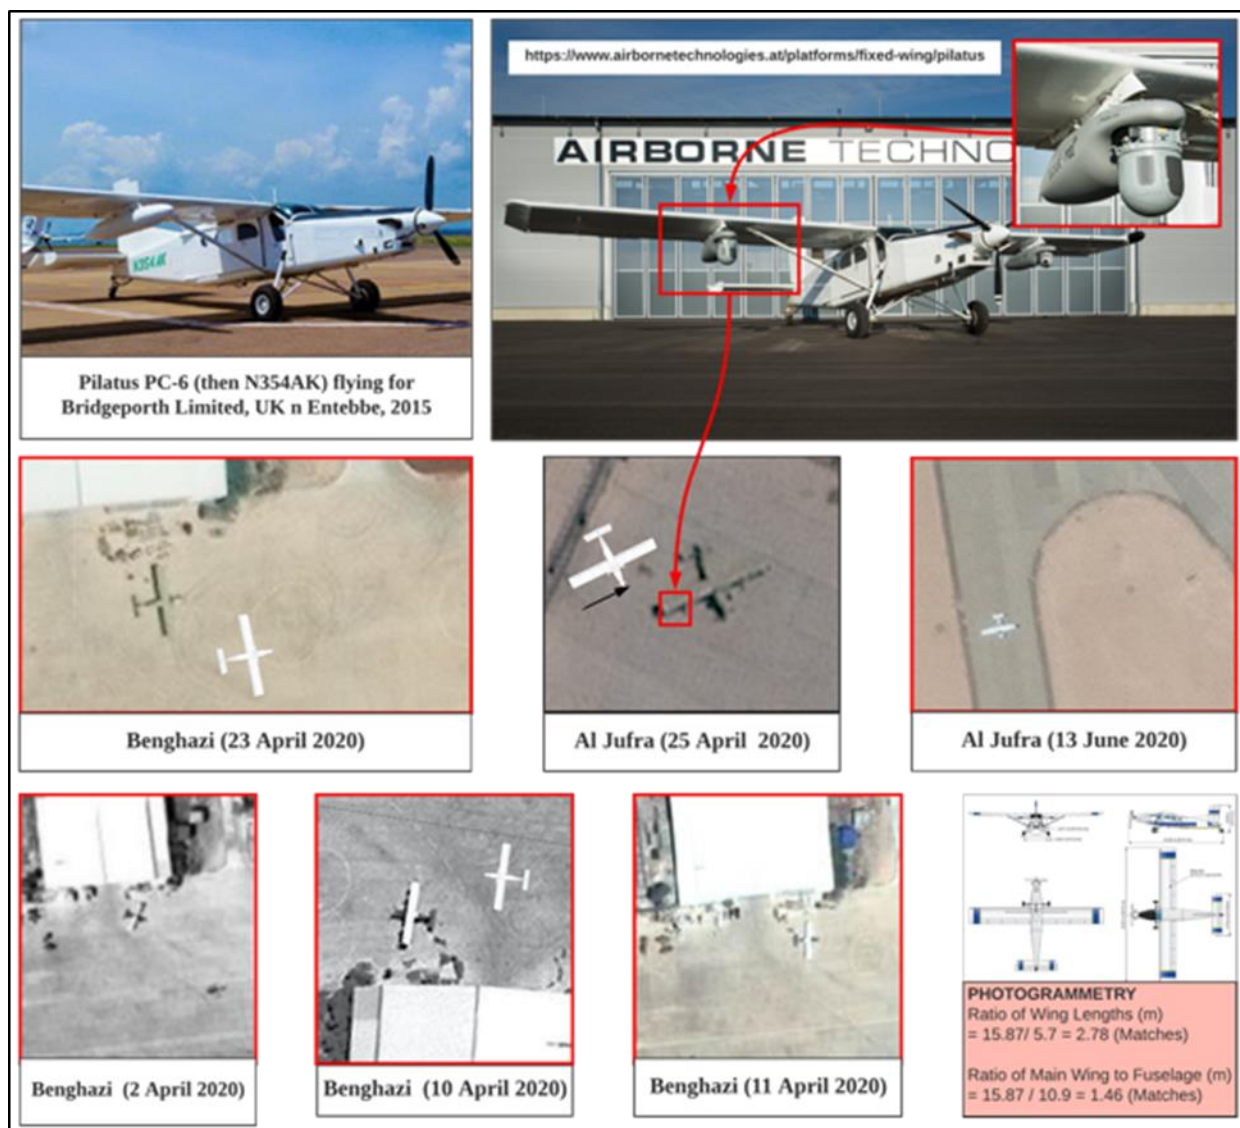 https://www.airbornetechnologies.at/platforms/fixed-wing/pilatus
AIRBORNE TECHNO
N354AK
Pilatus PC-6 (then N354AK) flying for
Bridgeporth Limited, UK n Entebbe, 2015
Benghazi (23 April 2020)
Al Jufra (25 April 2020)
Al Jufra (13 June 2020)
Benghazi (2 April 2020)
Benghazi (10 April 2020)
Benghazi (11 April 2020)
PHOTOGRAMMETRY
Ratio of Wing Lengths (m)
= 15.87/ 5.7 = 2.78 (Matches)
Ratio of Main Wing to Fuselage (m)
= 15.87 / 10.9 = 1.46 (Matches)